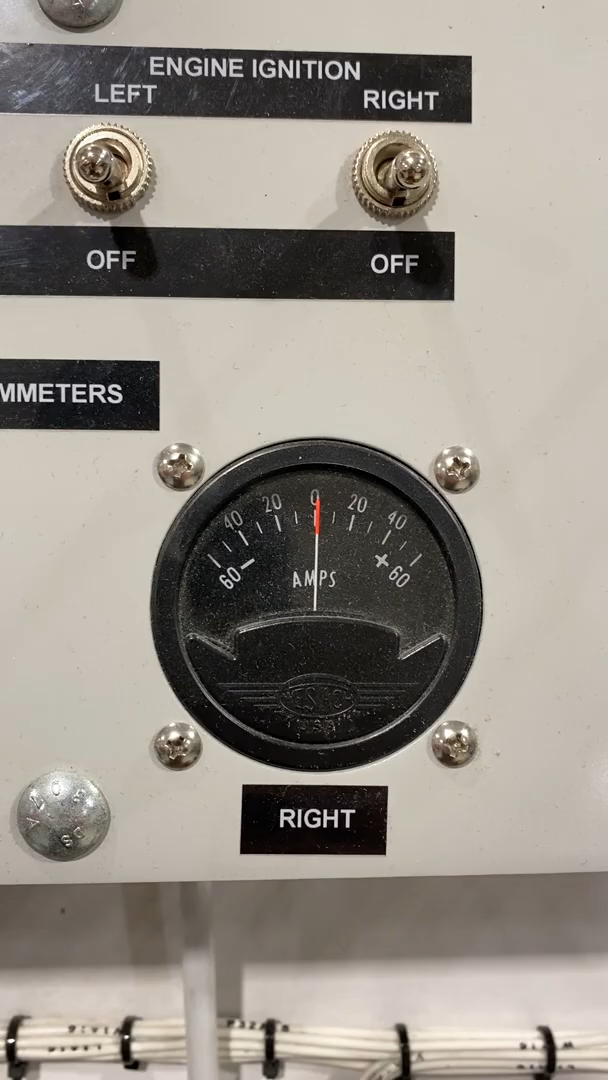 ENGINE IGNITION
LEFT RIGHT
OFF OFF
MMETERS
40 20 0 20 40
60 – + 60
AMPS
RIGHT